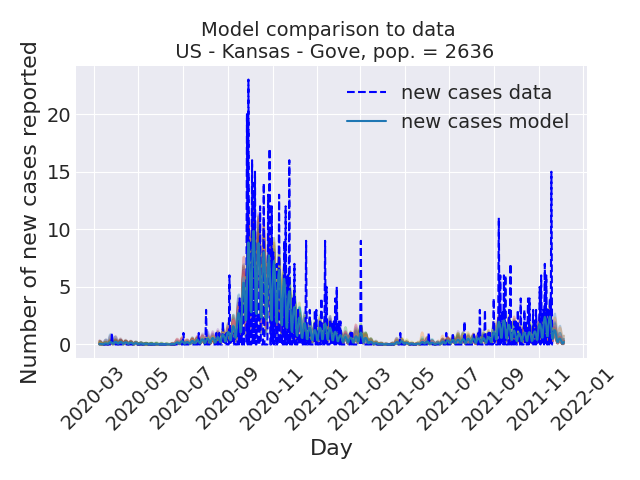 Model comparison to data
US - Kansas - Gove, pop. = 2636
Number of new cases reported
20
15
10
5
0
new cases data
new cases model
2020-03
2020-05
2020-07
2020-09
2020-11
2021-01
2021-03
2021-05
2021-07
2021-09
2021-11
2022-01
Day